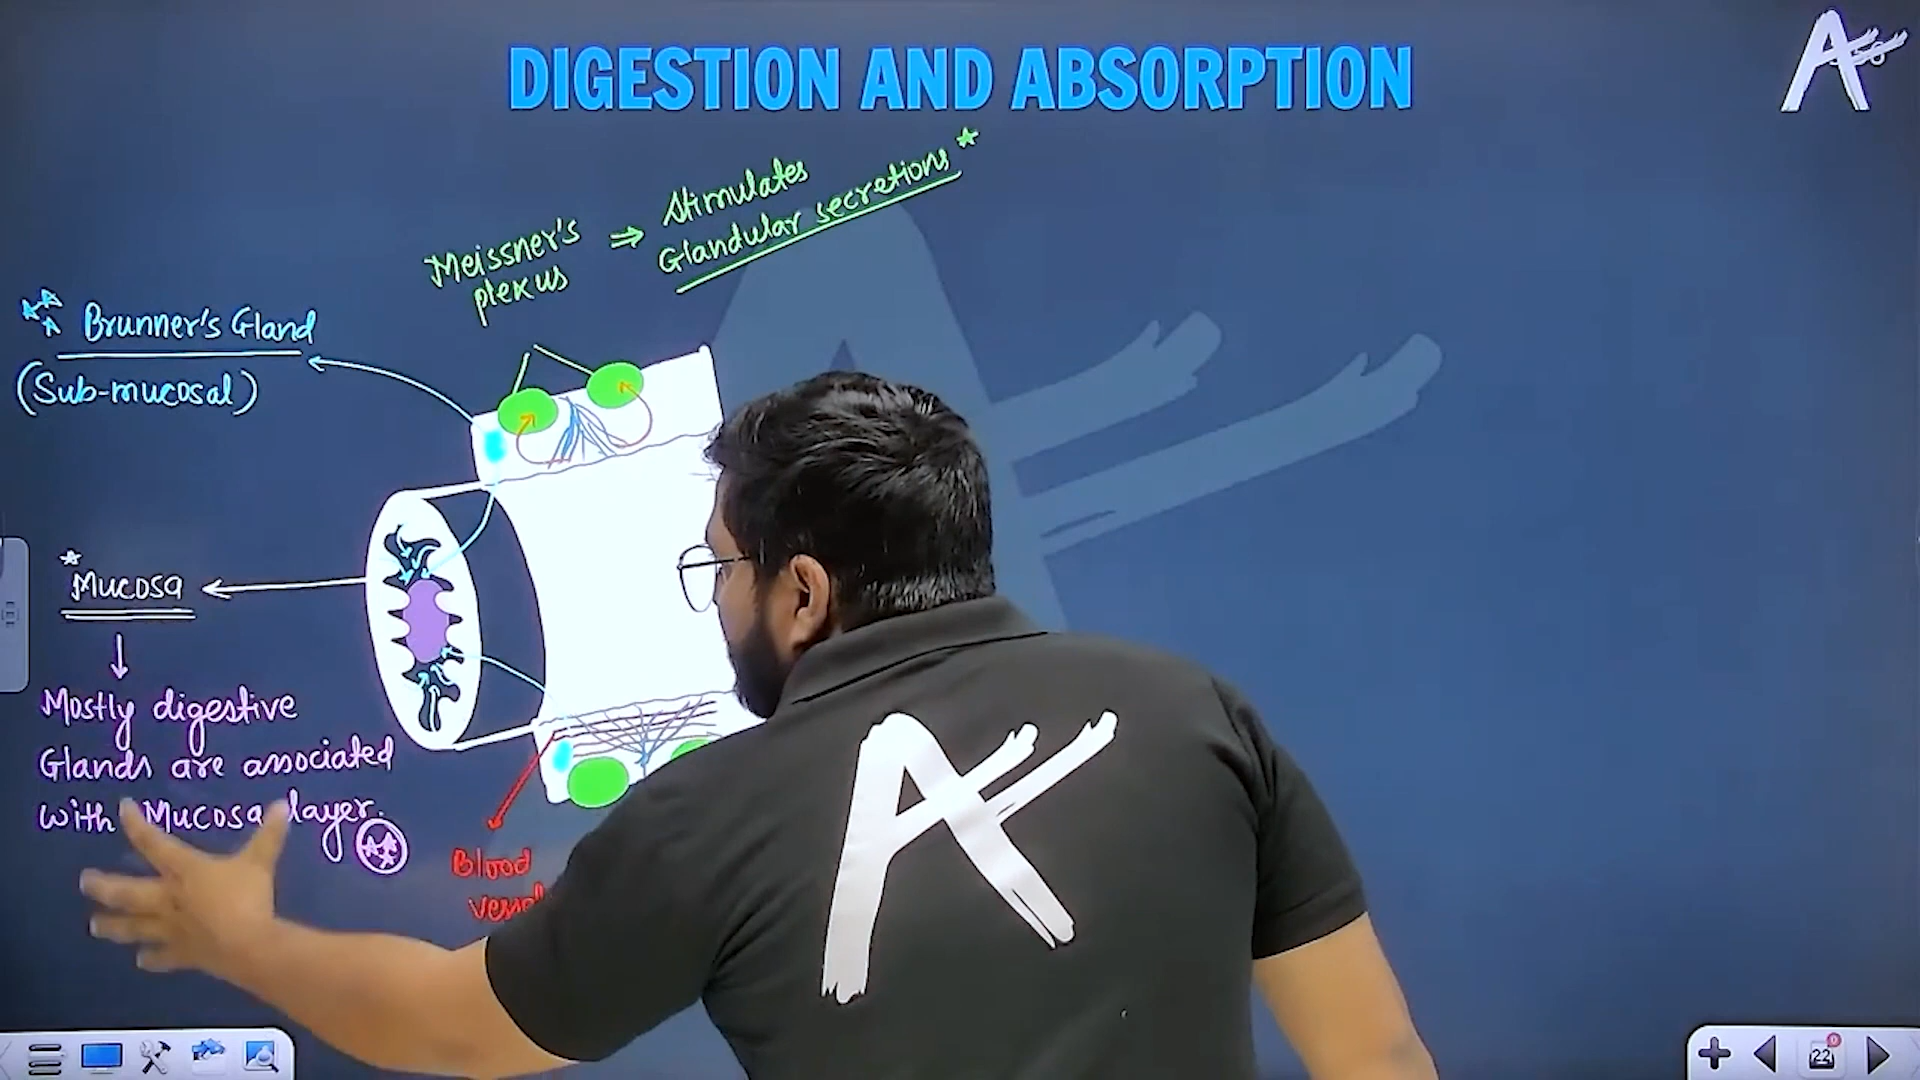 DIGESTION AND ABSORPTION
Meissner's
plexus
⇒
Stimulates
Glandular secretions
Brunner's Gland
(Sub-mucosal)
Mucosa
Mostly digestive
Glands are associated
with Mucosa layer.
Blood
22